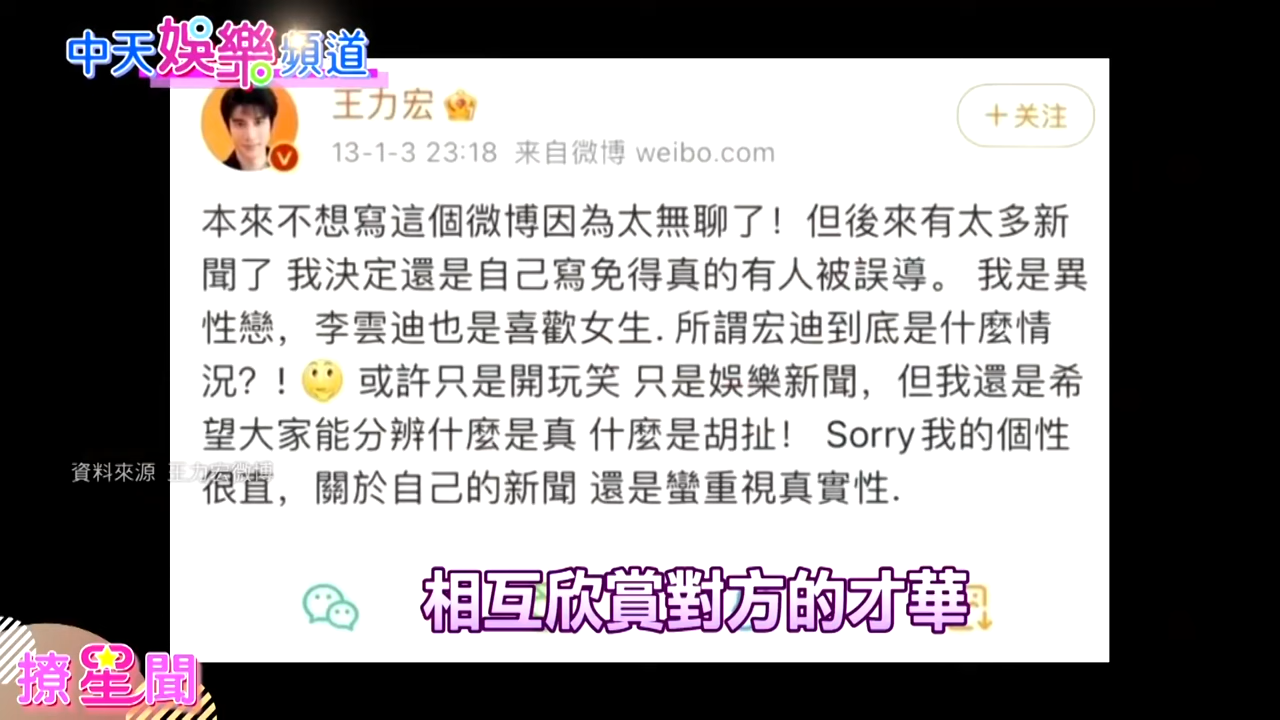 中天娛樂頻道
王力宏
+关注
13-1-3 23:18 来自微博 weibo.com
本來不想寫這個微博因為太無聊了！但後來有太多新
聞了 我決定還是自己寫免得真的有人被誤導。 我是異
性戀，李雲迪也是喜歡女生. 所謂宏迪到底是什麼情
況？！🤔 或許只是開玩笑 只是娛樂新聞，但我還是希
望大家能分辨什麼是真 什麼是胡扯！ Sorry我的個性
很直，關於自己的新聞 還是蠻重視真實性.
資料來源 王力宏微博
相互欣賞對方的才華
撩星聞